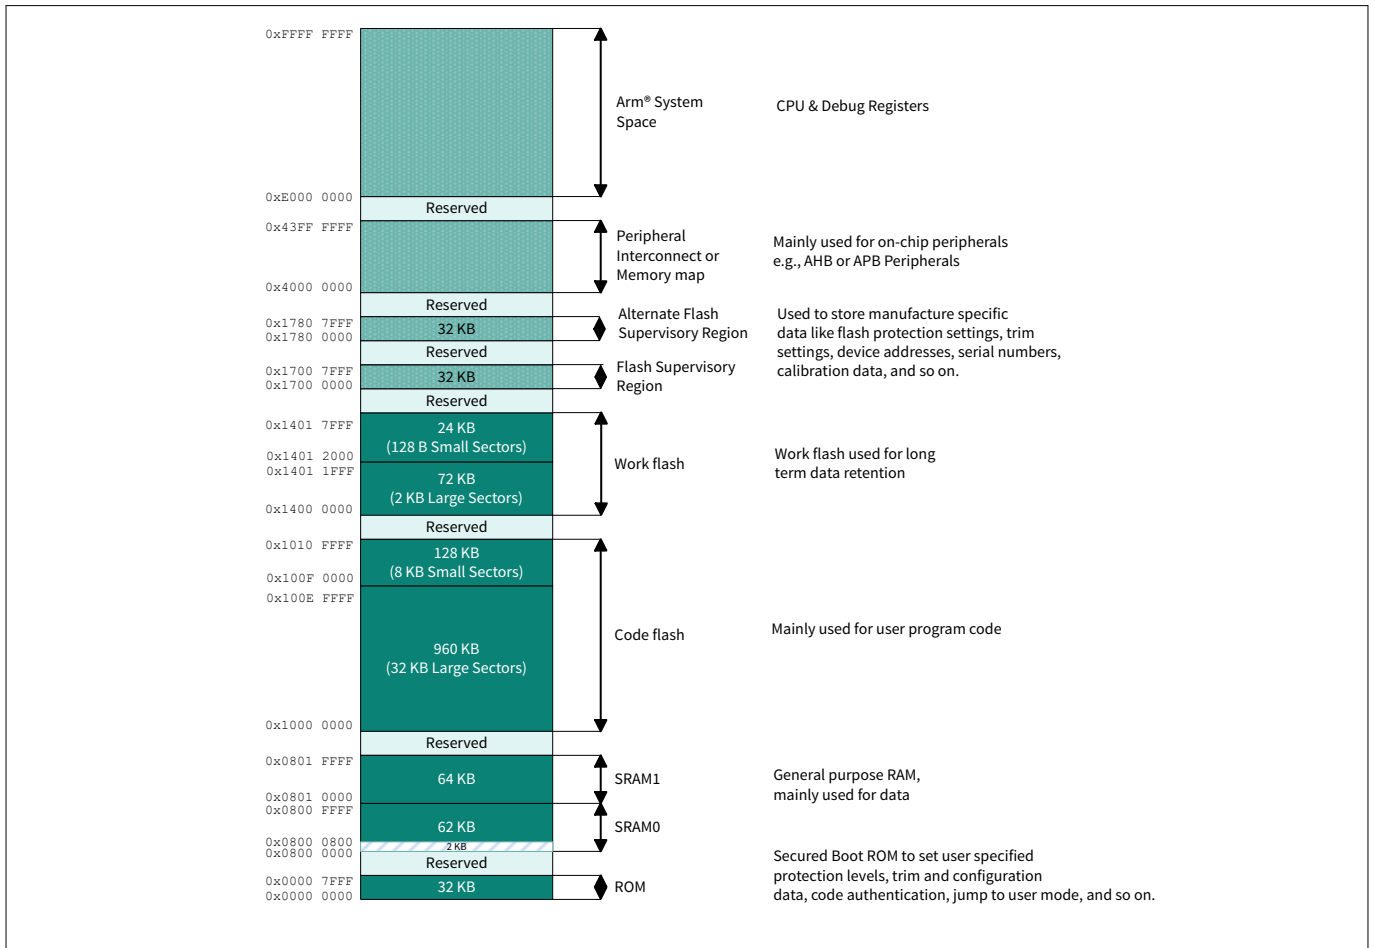 0xFFFF FFFF
Arm® System
Space
CPU & Debug Registers
0xE000 0000
Reserved
0x43FF FFFF
Peripheral
Interconnect or
Memory map
Mainly used for on-chip peripherals
e.g., AHB or APB Peripherals
0x4000 0000
Reserved
Alternate Flash
Supervisory Region
0x1780 7FFF
0x1780 0000
32 KB
Used to store manufacture specific
data like flash protection settings, trim
settings, device addresses, serial numbers,
calibration data, and so on.
Reserved
0x1700 7FFF
0x1700 0000
32 KB
Flash Supervisory
Region
Reserved
0x1401 7FFF
24 KB
(128 B Small Sectors)
0x1401 2000
0x1401 1FFF
72 KB
(2 KB Large Sectors)
0x1400 0000
Work flash
Work flash used for long
term data retention
Reserved
0x1010 FFFF
128 KB
(8 KB Small Sectors)
0x100F 0000
0x100E FFFF
960 KB
(32 KB Large Sectors)
0x1000 0000
Code flash
Mainly used for user program code
Reserved
0x0801 FFFF
64 KB
0x0801 0000
SRAM1
General purpose RAM,
mainly used for data
0x0800 FFFF
62 KB
SRAM0
0x0800 0800
2 KB
0x0800 0000
Reserved
0x0000 7FFF
32 KB
0x0000 0000
ROM
Secured Boot ROM to set user specified
protection levels, trim and configuration
data, code authentication, jump to user mode, and so on.